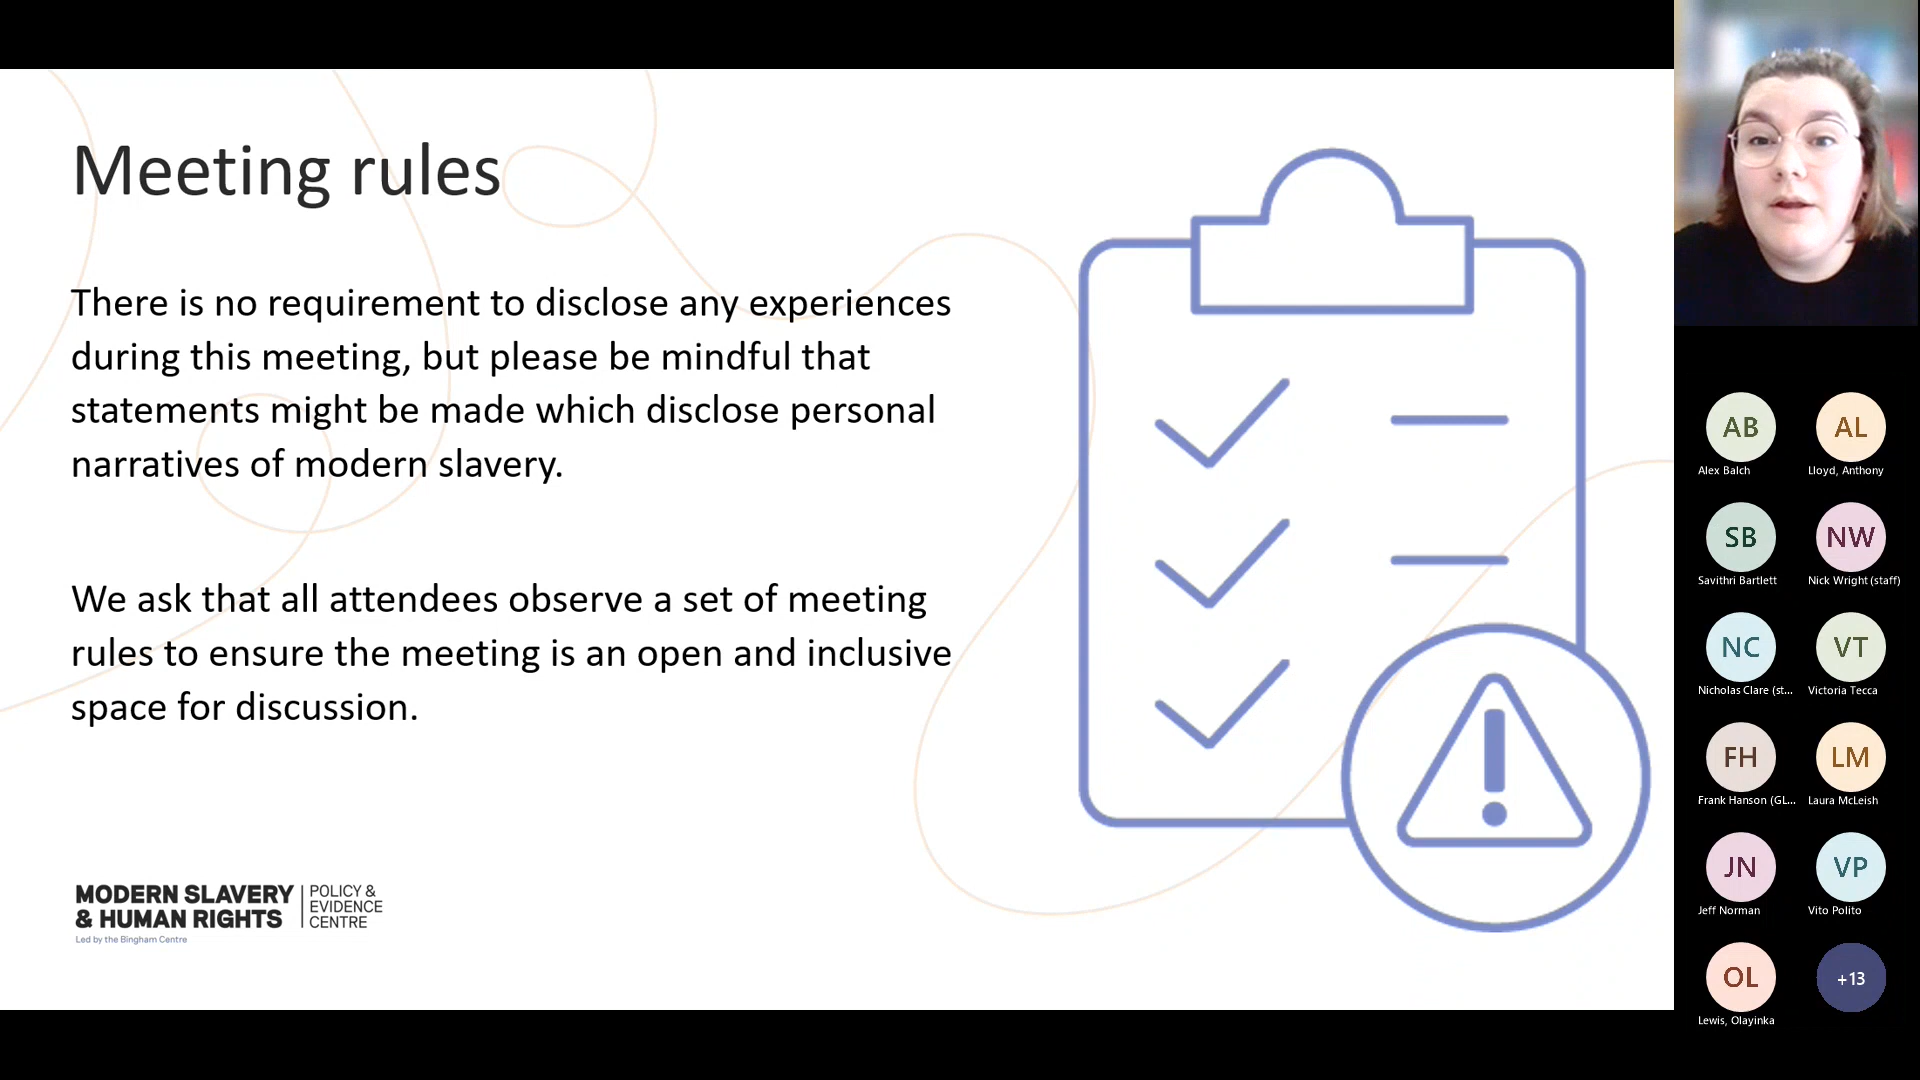 Meeting rules
There is no requirement to disclose any experiences
during this meeting, but please be mindful that
statements might be made which disclose personal
narratives of modern slavery.
We ask that all attendees observe a set of meeting
rules to ensure the meeting is an open and inclusive
space for discussion.
MODERN SLAVERY
& HUMAN RIGHTS
POLICY &
EVIDENCE
CENTRE
Led by the Bingham Centre
AB
Alex Balch
AL
Lloyd, Anthony
SB
Savithri Bartlett
NW
Nick Wright (staff)
NC
Nicholas Clare (st...
VT
Victoria Tecca
FH
Frank Hanson (GL...
LM
Laura McLeish
JN
Jeff Norman
VP
Vito Polito
OL
Lewis, Olayinka
+13